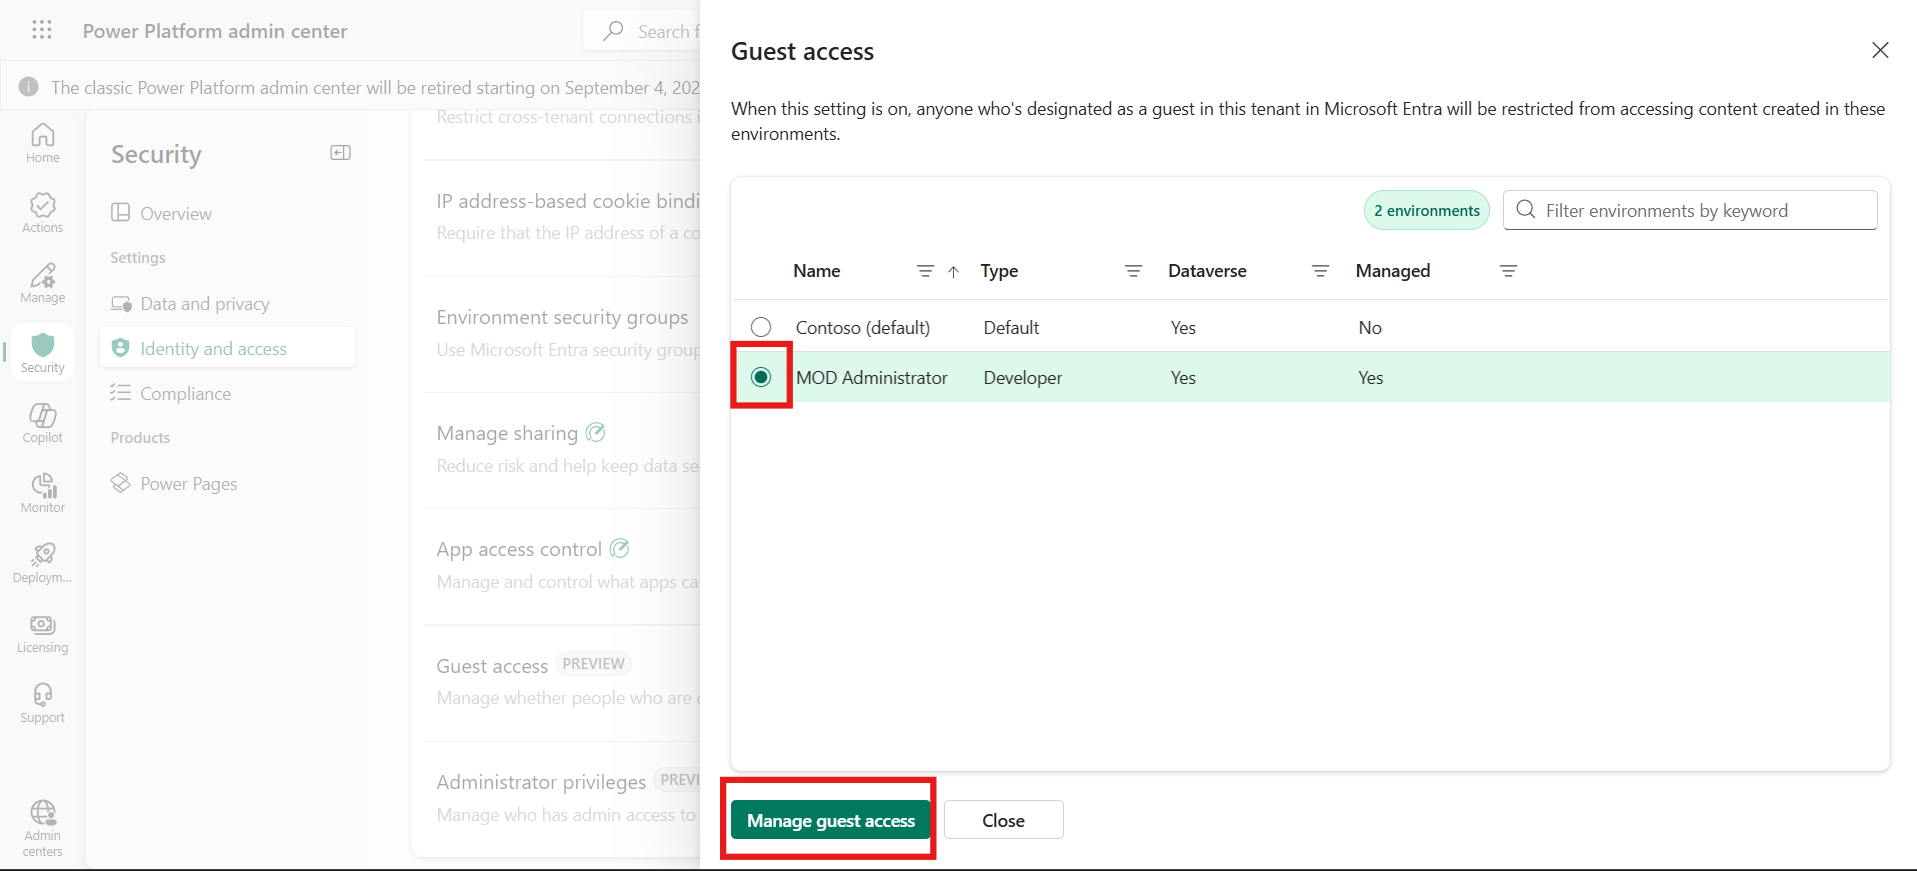 Power Platform admin center
Search f
The classic Power Platform admin center will be retired starting on September 4, 202
Home
Actions
Manage
Security
Copilot
Monitor
Deploym...
Licensing
Support
Admin
centers
Security
Overview
Settings
Data and privacy
Identity and access
Compliance
Products
Power Pages
Restrict cross-tenant connections i
IP address-based cookie bindi
Require that the IP address of a co
Environment security groups
Use Microsoft Entra security group
Manage sharing
Reduce risk and help keep data se
App access control
Manage and control what apps ca
Guest access PREVIEW
Manage whether people who are
Administrator privileges PREVI
Manage who has admin access to
Guest access
When this setting is on, anyone who's designated as a guest in this tenant in Microsoft Entra will be restricted from accessing content created in these
environments.
2 environments
Filter environments by keyword
Name Type Dataverse Managed
Contoso (default) Default Yes No
MOD Administrator Developer Yes Yes
Manage guest access
Close